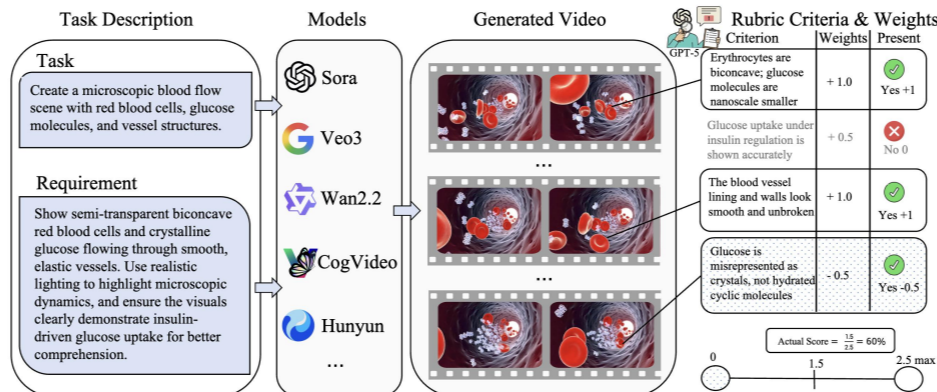 Task Description
Task
Create a microscopic blood flow
scene with red blood cells, glucose
molecules, and vessel structures.
Requirement
Show semi-transparent biconcave
red blood cells and crystalline
glucose flowing through smooth,
elastic vessels. Use realistic
lighting to highlight microscopic
dynamics, and ensure the visuals
clearly demonstrate insulin-
driven glucose uptake for better
comprehension.
Models
Sora
Veo3
Wan2.2
CogVideo
Hunyun
...
Generated Video
...
...
GPT-5
Rubric Criteria & Weights
Criterion Weights Present
Erythrocytes are
biconcave; glucose
molecules are
nanoscale smaller
+ 1.0
Yes +1
Glucose uptake under
insulin regulation is
shown accurately
+ 0.5
No 0
The blood vessel
lining and walls look
smooth and unbroken
+ 1.0
Yes +1
Glucose is
misrepresented as
crystals, not hydrated
cyclic molecules
- 0.5
Yes -0.5
Actual Score = 1.5/2.5 = 60%
0
1.5
2.5 max